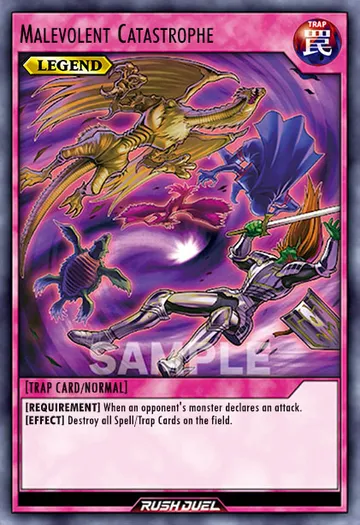 Malevolent Catastrophe
TRAP
罠
LEGEND
SAMPLE
[TRAP CARD/NORMAL]
[REQUIREMENT] When an opponent's monster declares an attack.
[EFFECT] Destroy all Spell/Trap Cards on the field.
RUSH DUEL